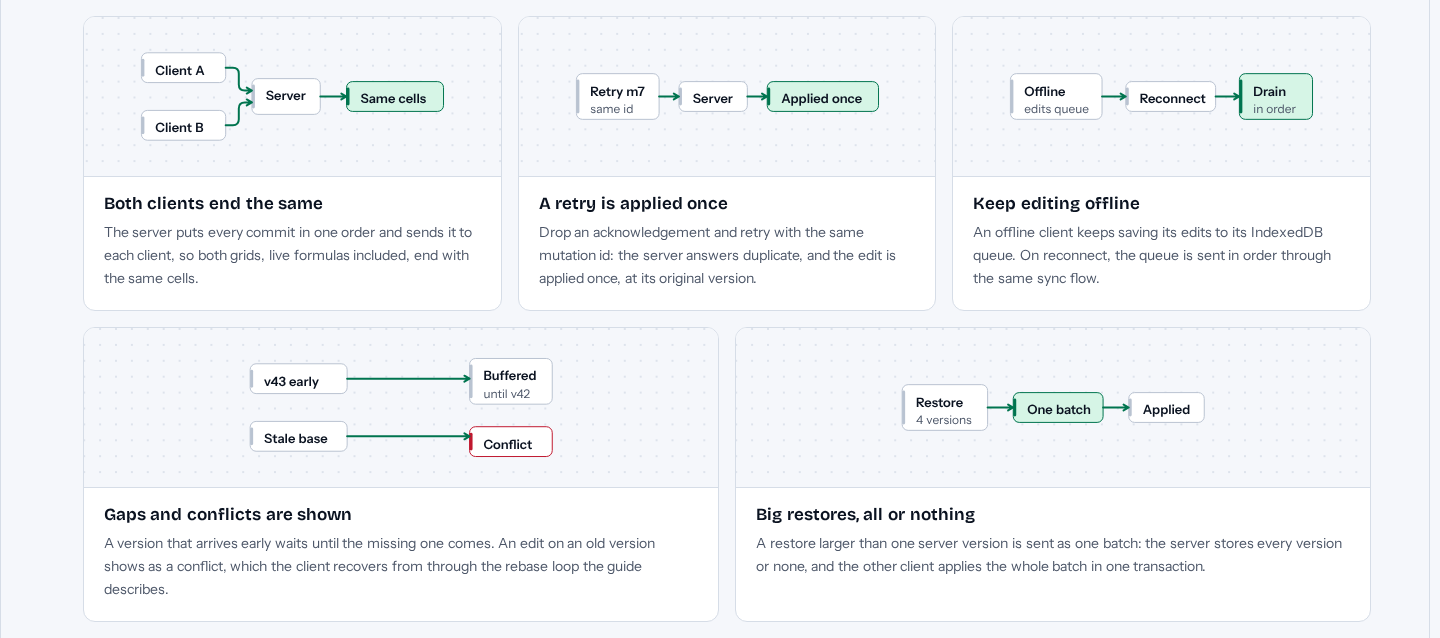 Client A
Client B
Server
Same cells
Both clients end the same
The server puts every commit in one order and sends it to
each client, so both grids, live formulas included, end with
the same cells.
Retry m7
same id
Server
Applied once
A retry is applied once
Drop an acknowledgement and retry with the same
mutation id: the server answers duplicate, and the edit is
applied once, at its original version.
Offline
edits queue
Reconnect
Drain
in order
Keep editing offline
An offline client keeps saving its edits to its IndexedDB
queue. On reconnect, the queue is sent in order through
the same sync flow.
v43 early
Buffered
until v42
Stale base
Conflict
Gaps and conflicts are shown
A version that arrives early waits until the missing one comes. An edit on an old version
shows as a conflict, which the client recovers from through the rebase loop the guide
describes.
Restore
4 versions
One batch
Applied
Big restores, all or nothing
A restore larger than one server version is sent as one batch: the server stores every version
or none, and the other client applies the whole batch in one transaction.